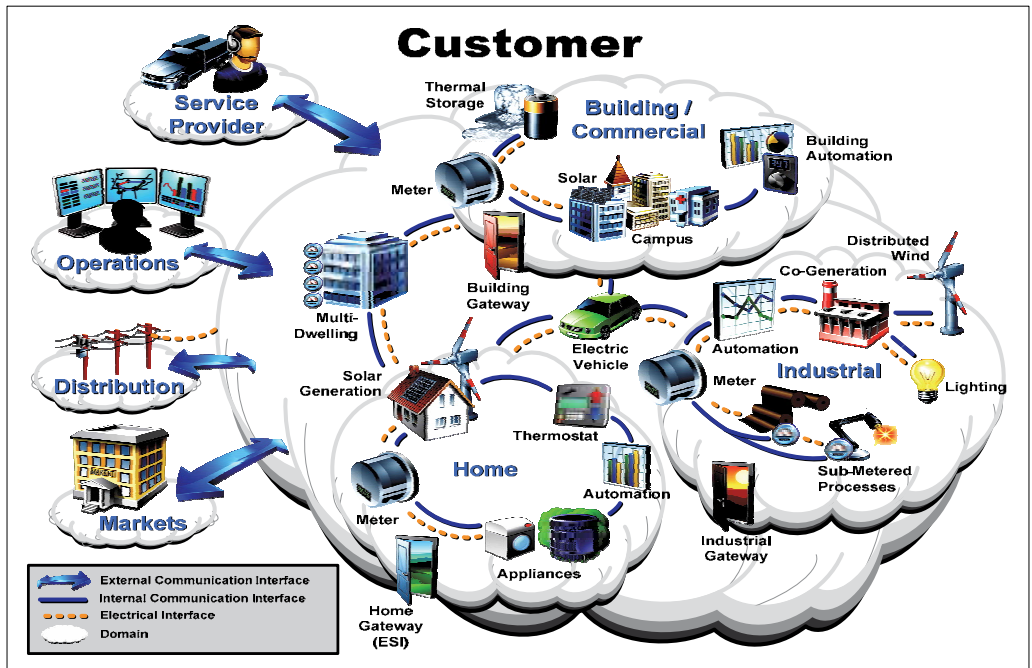 Customer
Service
Provider
Thermal
Storage
Building /
Commercial
Building
Automation
Meter
Solar
Campus
Operations
Multi-
Dwelling
Building
Gateway
Distributed
Wind
Co-Generation
Electric
Vehicle
Automation
Distribution
Solar
Generation
Meter
Industrial
Lighting
Thermostat
Markets
Home
Automation
Sub-Metered
Processes
Meter
Industrial
Gateway
Appliances
Home
Gateway
(ESI)
External Communication Interface
Internal Communication Interface
Electrical Interface
Domain